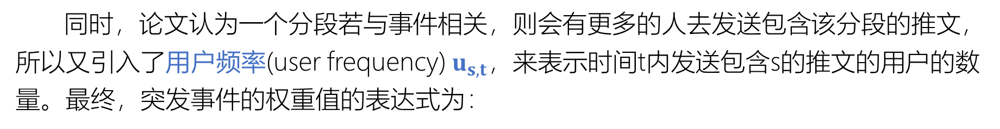 同时，论文认为一个分段若与事件相关，则会有更多的人去发送包含该分段的推文，
所以又引入了用户频率(user frequency) u_{s,t}，来表示时间t内发送包含s的推文的用户的数
量。最终，突发事件的权重值的表达式为：